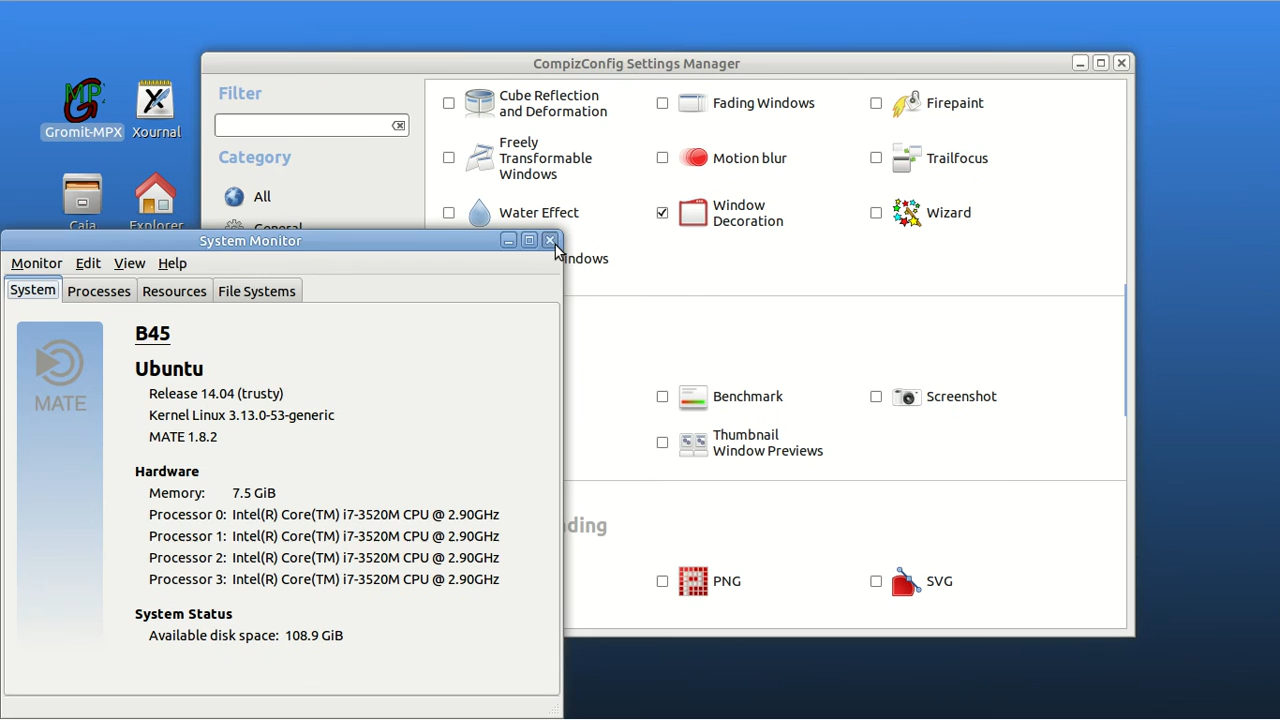 CompizConfig Settings Manager
Filter
Category
All
General
Cube Reflection
and Deformation
Fading Windows
Firepaint
Freely
Transformable
Windows
Motion blur
Trailfocus
Water Effect
Window
Decoration
Wizard
indows
Benchmark
Screenshot
Thumbnail
Window Previews
ding
PNG
SVG
MPG
Gromit-MPX
Xournal
Caja
Explorer
System Monitor
Monitor Edit View Help
System Processes Resources File Systems
MATE
B45
Ubuntu
Release 14.04 (trusty)
Kernel Linux 3.13.0-53-generic
MATE 1.8.2
Hardware
Memory: 7.5 GiB
Processor 0: Intel(R) Core(TM) i7-3520M CPU @ 2.90GHz
Processor 1: Intel(R) Core(TM) i7-3520M CPU @ 2.90GHz
Processor 2: Intel(R) Core(TM) i7-3520M CPU @ 2.90GHz
Processor 3: Intel(R) Core(TM) i7-3520M CPU @ 2.90GHz
System Status
Available disk space: 108.9 GiB